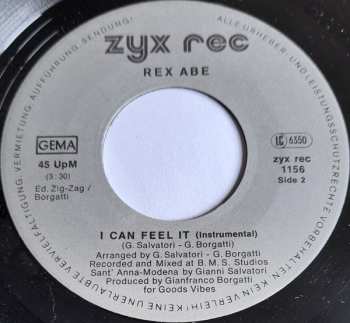 zyx rec
REX ABE
GEMA
45 UpM
(3:30)
Ed. Zig-Zag /
Borgatti
LC 6350
zyx rec
1156
Side 2
I CAN FEEL IT (Instrumental)
(G. Salvatori - G. Borgatti)
Arranged by G. Salvatori - G. Borgatti
Recorded and Mixed at B. M. S. Studios
Sant' Anna-Modena by Gianni Salvatori
Produced by Gianfranco Borgatti
for Goods Vibes
ALLE URHEBER- UND LEISTUNGSSCHUTZRECHTE VORBEHALTEN KEIN VERLEIH! KEINE UNERLAUBTE VERVIELFÄLTIGUNG, VERMIETUNG, AUFFÜHRUNG, SENDUNG!